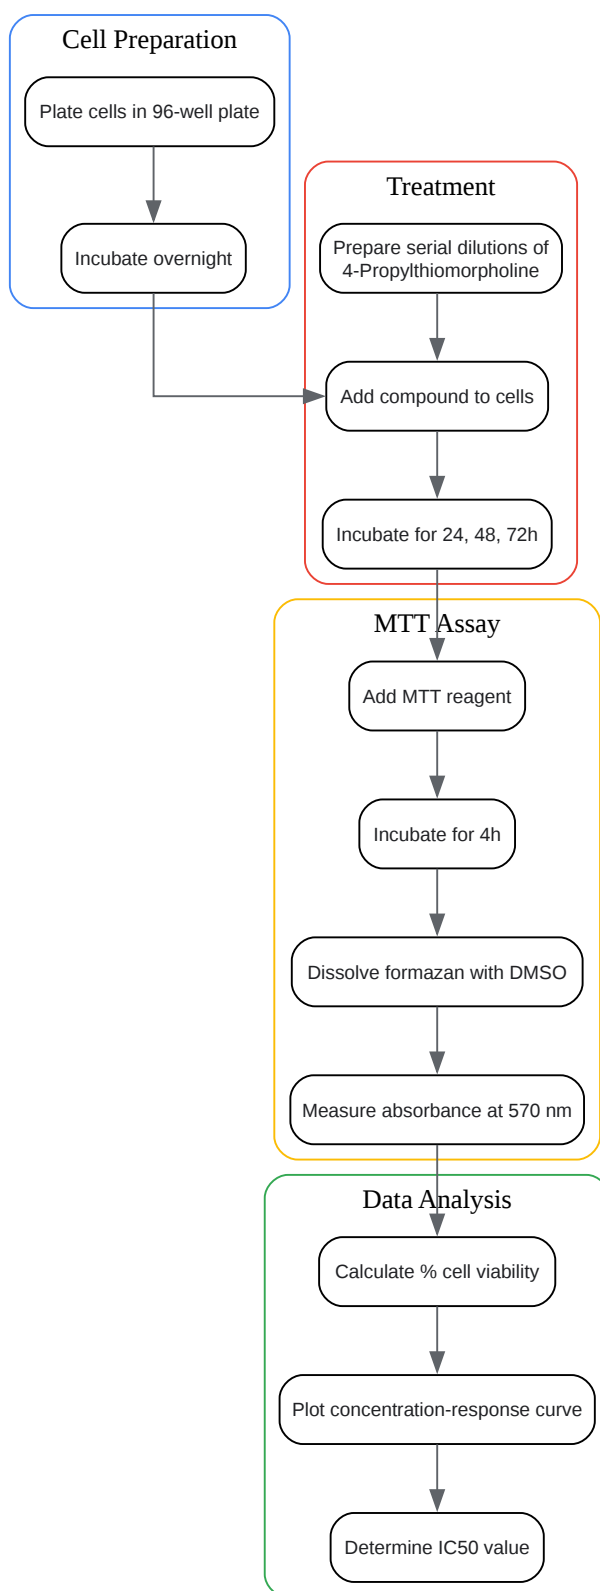 Cell Preparation
Plate cells in 96-well plate
Incubate overnight
Treatment
Prepare serial dilutions of
4-Propylthiomorpholine
Add compound to cells
Incubate for 24, 48, 72h
MTT Assay
Add MTT reagent
Incubate for 4h
Dissolve formazan with DMSO
Measure absorbance at 570 nm
Data Analysis
Calculate % cell viability
Plot concentration-response curve
Determine IC50 value